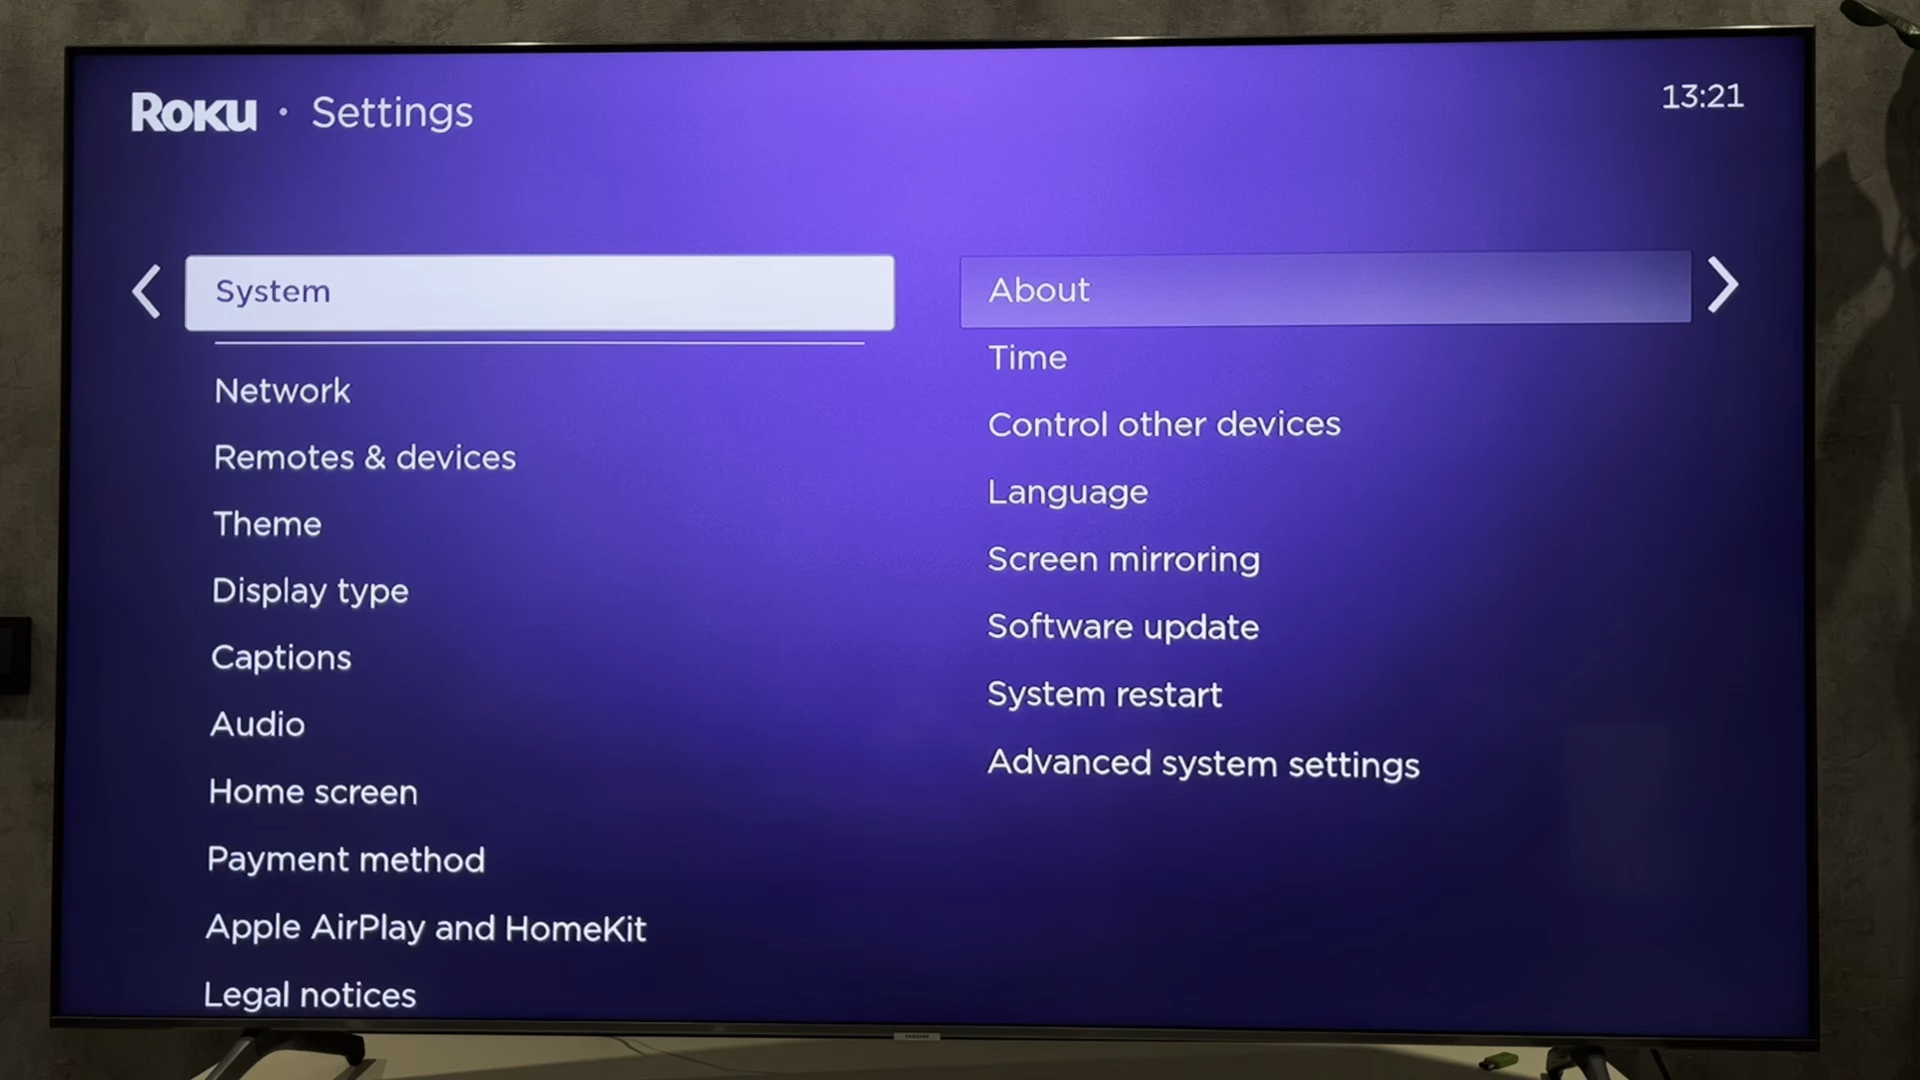 Roku · Settings
13:21
System
Network
Remotes & devices
Theme
Display type
Captions
Audio
Home screen
Payment method
Apple AirPlay and HomeKit
Legal notices
About
Time
Control other devices
Language
Screen mirroring
Software update
System restart
Advanced system settings
SAMSUNG